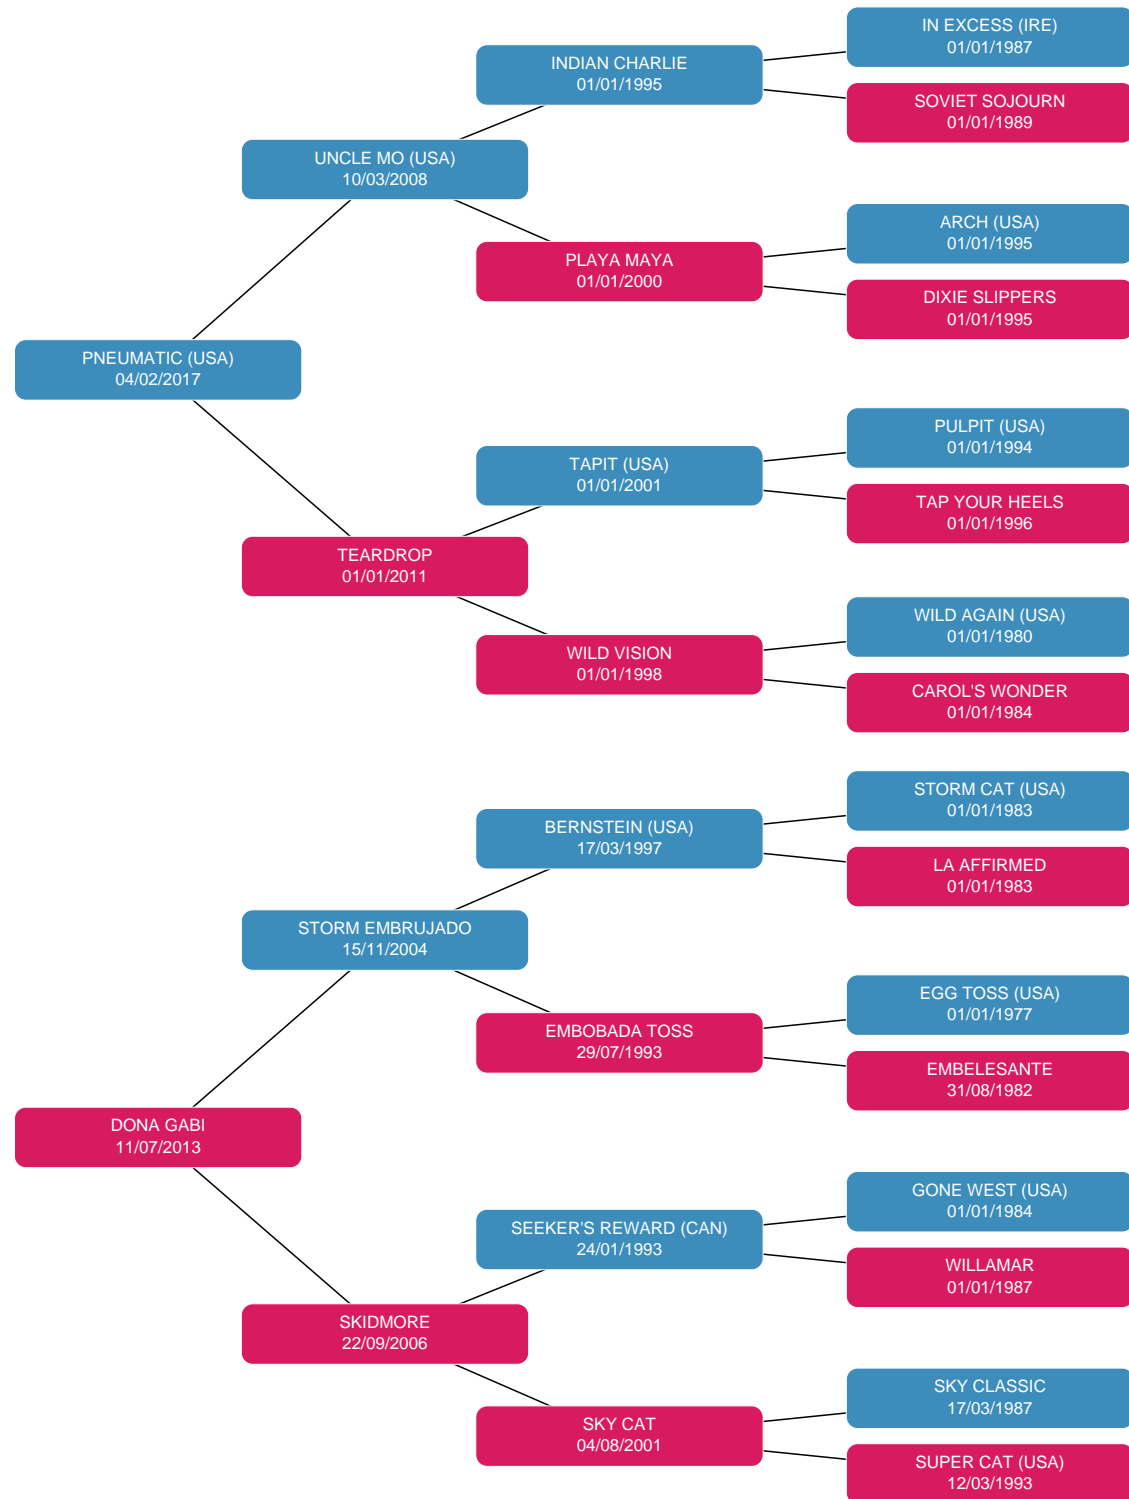 IN EXCESS (IRE)
01/01/1987
INDIAN CHARLIE
01/01/1995
SOVIET SOJOURN
01/01/1989
UNCLE MO (USA)
10/03/2008
ARCH (USA)
01/01/1995
PLAYA MAYA
01/01/2000
DIXIE SLIPPERS
01/01/1995
PNEUMATIC (USA)
04/02/2017
PULPIT (USA)
01/01/1994
TAPIT (USA)
01/01/2001
TAP YOUR HEELS
01/01/1996
TEARDROP
01/01/2011
WILD AGAIN (USA)
01/01/1980
WILD VISION
01/01/1998
CAROL'S WONDER
01/01/1984
STORM CAT (USA)
01/01/1983
BERNSTEIN (USA)
17/03/1997
LA AFFIRMED
01/01/1983
STORM EMBRUJADO
15/11/2004
EGG TOSS (USA)
01/01/1977
EMBOBADA TOSS
29/07/1993
EMBELESANTE
31/08/1982
DONA GABI
11/07/2013
GONE WEST (USA)
01/01/1984
SEEKER'S REWARD (CAN)
24/01/1993
WILLAMAR
01/01/1987
SKIDMORE
22/09/2006
SKY CLASSIC
17/03/1987
SKY CAT
04/08/2001
SUPER CAT (USA)
12/03/1993